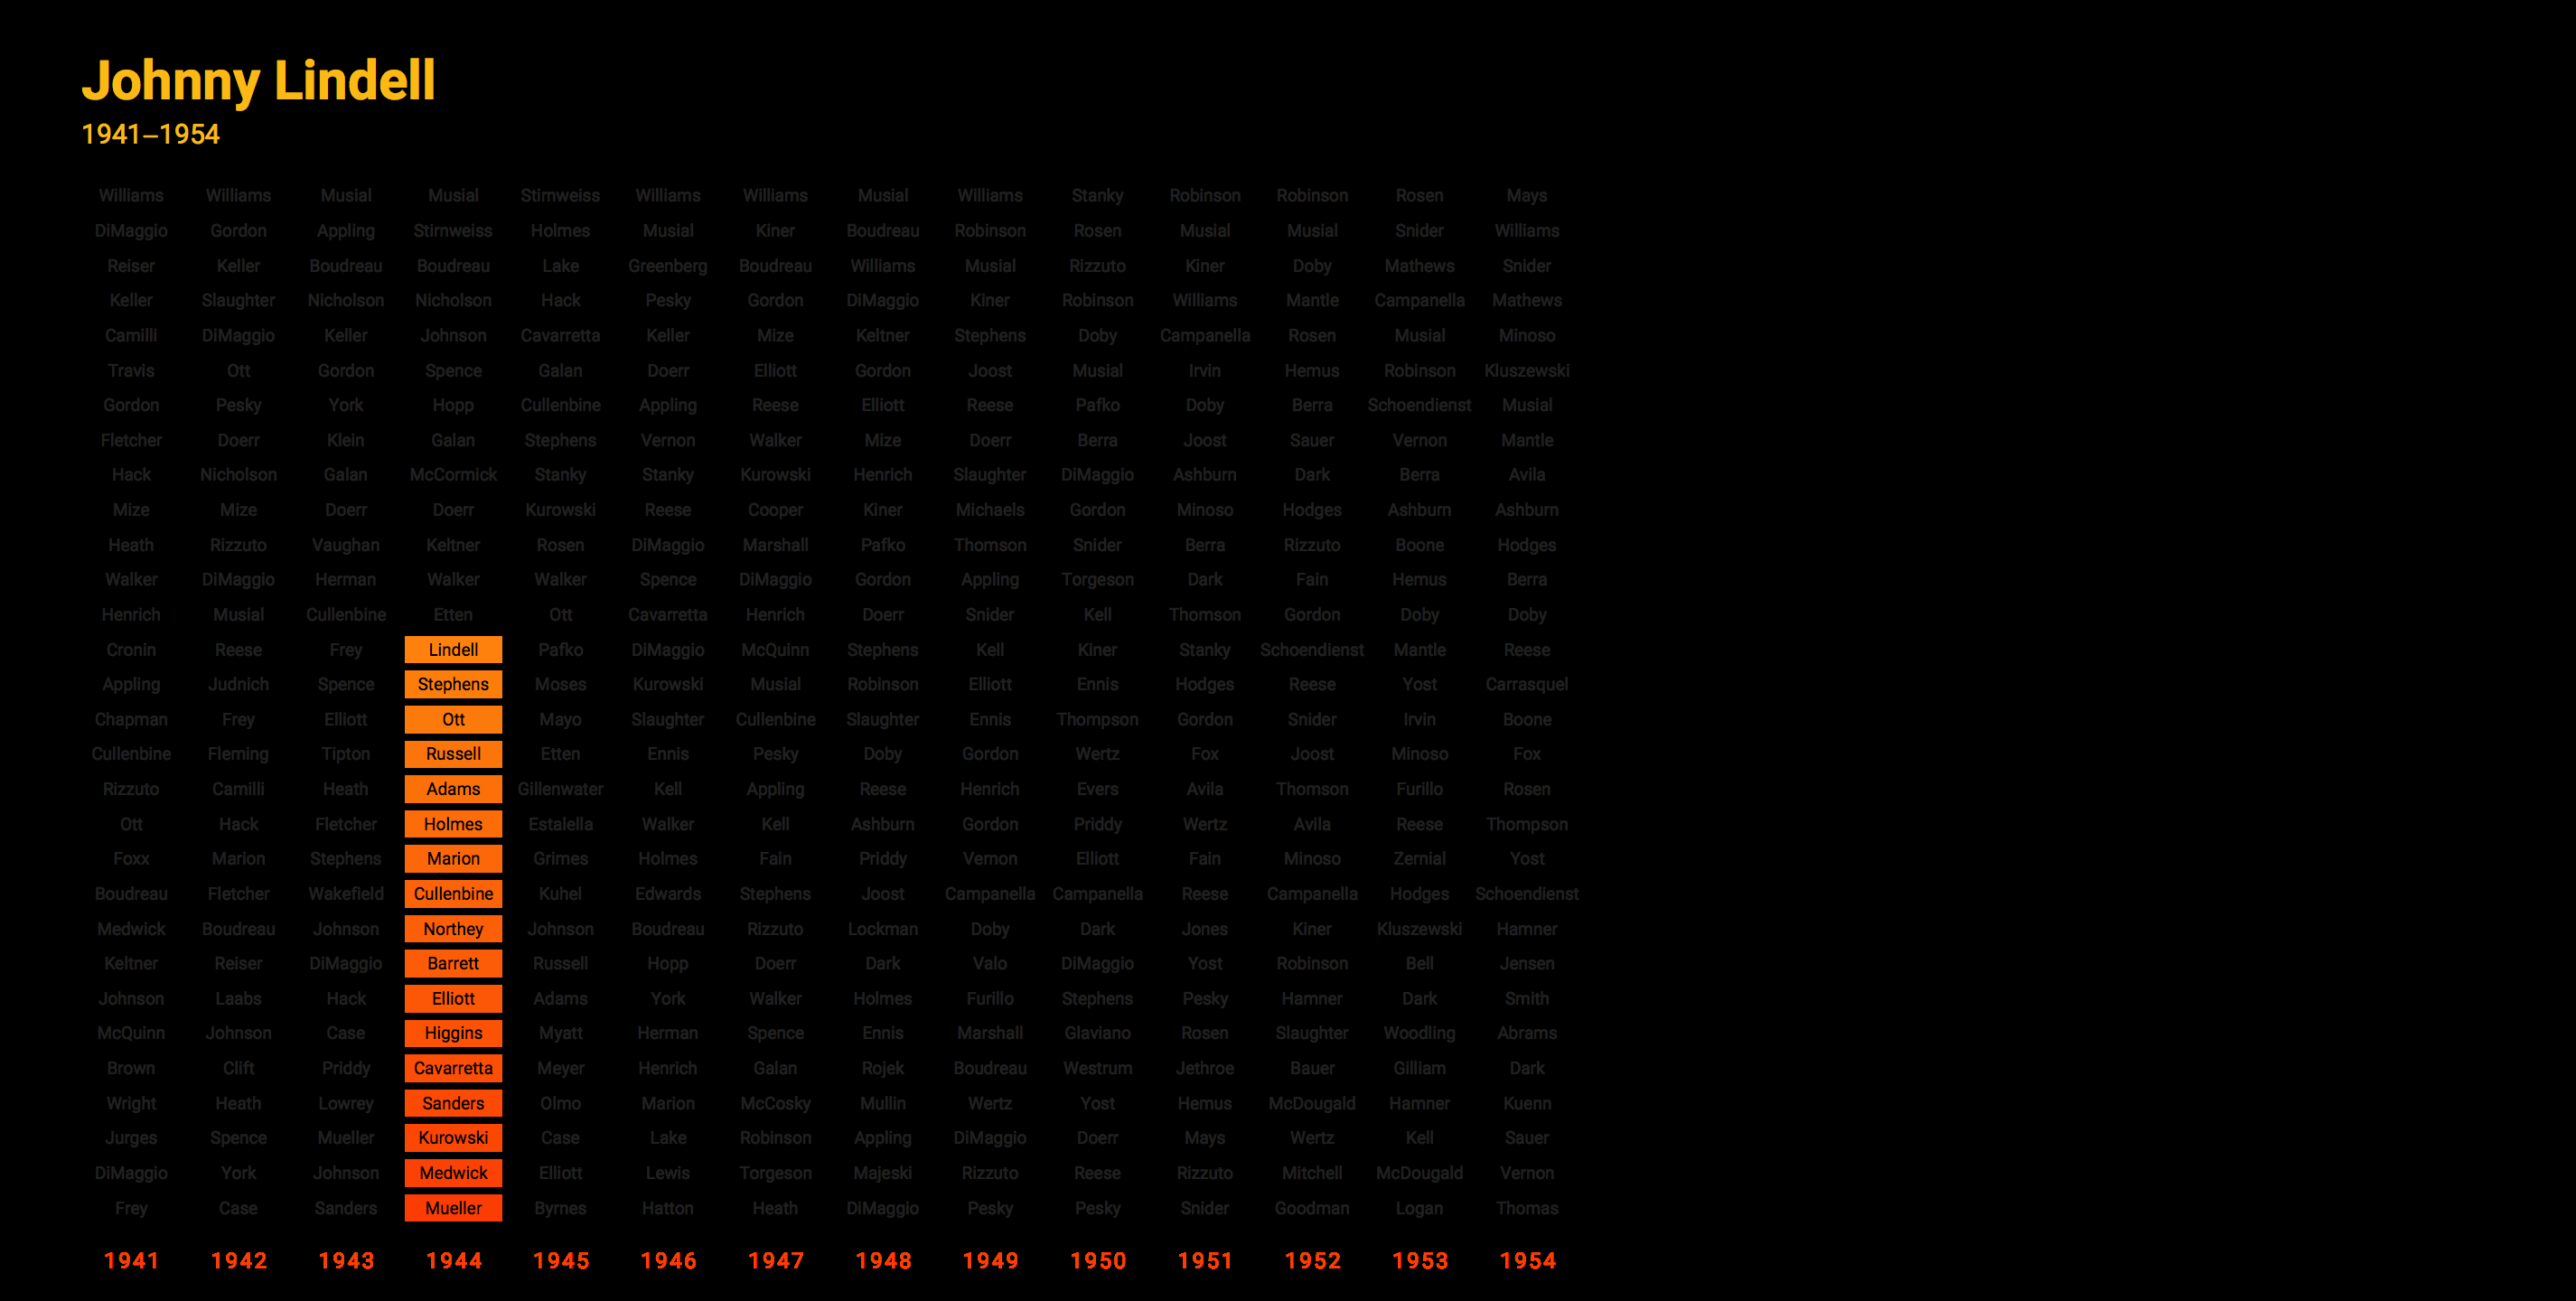 Johnny Lindell
1941–1954
Williams Williams Musial Musial Stirnweiss Williams Williams Musial Williams Stanky Robinson Robinson Rosen Mays
DiMaggio Gordon Appling Stirnweiss Holmes Musial Kiner Boudreau Robinson Rosen Musial Musial Snider Williams
Reiser Keller Boudreau Boudreau Lake Greenberg Boudreau Williams Musial Rizzuto Kiner Doby Mathews Snider
Keller Slaughter Nicholson Nicholson Hack Pesky Gordon DiMaggio Kiner Robinson Williams Mantle Campanella Mathews
Camilli DiMaggio Keller Johnson Cavarretta Keller Mize Keltner Stephens Doby Campanella Rosen Musial Minoso
Travis Ott Gordon Spence Galan Doerr Elliott Gordon Joost Musial Irvin Hemus Robinson Kluszewski
Gordon Pesky York Hopp Cullenbine Appling Reese Elliott Reese Pafko Doby Berra Schoendienst Musial
Fletcher Doerr Klein Galan Stephens Vernon Walker Mize Doerr Berra Joost Sauer Vernon Mantle
Hack Nicholson Galan McCormick Stanky Stanky Kurowski Henrich Slaughter DiMaggio Ashburn Dark Berra Avila
Mize Mize Doerr Doerr Kurowski Reese Cooper Kiner Michaels Gordon Minoso Hodges Ashburn Ashburn
Heath Rizzuto Vaughan Keltner Rosen DiMaggio Marshall Pafko Thomson Snider Berra Rizzuto Boone Hodges
Walker DiMaggio Herman Walker Walker Spence DiMaggio Gordon Appling Torgeson Dark Fain Hemus Berra
Henrich Musial Cullenbine Etten Ott Cavarretta Henrich Doerr Snider Kell Thomson Gordon Doby Doby
Cronin Reese Frey Lindell Pafko DiMaggio McQuinn Stephens Kell Kiner Stanky Schoendienst Mantle Reese
Appling Judnich Spence Stephens Moses Kurowski Musial Robinson Elliott Ennis Hodges Reese Yost Carrasquel
Chapman Frey Elliott Ott Mayo Slaughter Cullenbine Slaughter Ennis Thompson Gordon Snider Irvin Boone
Cullenbine Fleming Tipton Russell Etten Ennis Pesky Doby Gordon Wertz Fox Joost Minoso Fox
Rizzuto Camilli Heath Adams Gillenwater Kell Appling Reese Henrich Evers Avila Thomson Furillo Rosen
Ott Hack Fletcher Holmes Estalella Walker Kell Ashburn Gordon Priddy Wertz Avila Reese Thompson
Foxx Marion Stephens Marion Grimes Holmes Fain Priddy Vernon Elliott Fain Minoso Zernial Yost
Boudreau Fletcher Wakefield Cullenbine Kuhel Edwards Stephens Joost Campanella Campanella Reese Campanella Hodges Schoendienst
Medwick Boudreau Johnson Northey Johnson Boudreau Rizzuto Lockman Doby Dark Jones Kiner Kluszewski Hamner
Keltner Reiser DiMaggio Barrett Russell Hopp Doerr Dark Valo DiMaggio Yost Robinson Bell Jensen
Johnson Laabs Hack Elliott Adams York Walker Holmes Furillo Stephens Pesky Hamner Dark Smith
McQuinn Johnson Case Higgins Myatt Herman Spence Ennis Marshall Glaviano Rosen Slaughter Woodling Abrams
Brown Clift Priddy Cavarretta Meyer Henrich Galan Rojek Boudreau Westrum Jethroe Bauer Gilliam Dark
Wright Heath Lowrey Sanders Olmo Marion McCosky Mullin Wertz Yost Hemus McDougald Hamner Kuenn
Jurges Spence Mueller Kurowski Case Lake Robinson Appling DiMaggio Doerr Mays Wertz Kell Sauer
DiMaggio York Johnson Medwick Elliott Lewis Torgeson Majeski Rizzuto Reese Rizzuto Mitchell McDougald Vernon
Frey Case Sanders Mueller Byrnes Hatton Heath DiMaggio Pesky Pesky Snider Goodman Logan Thomas
1941 1942 1943 1944 1945 1946 1947 1948 1949 1950 1951 1952 1953 1954